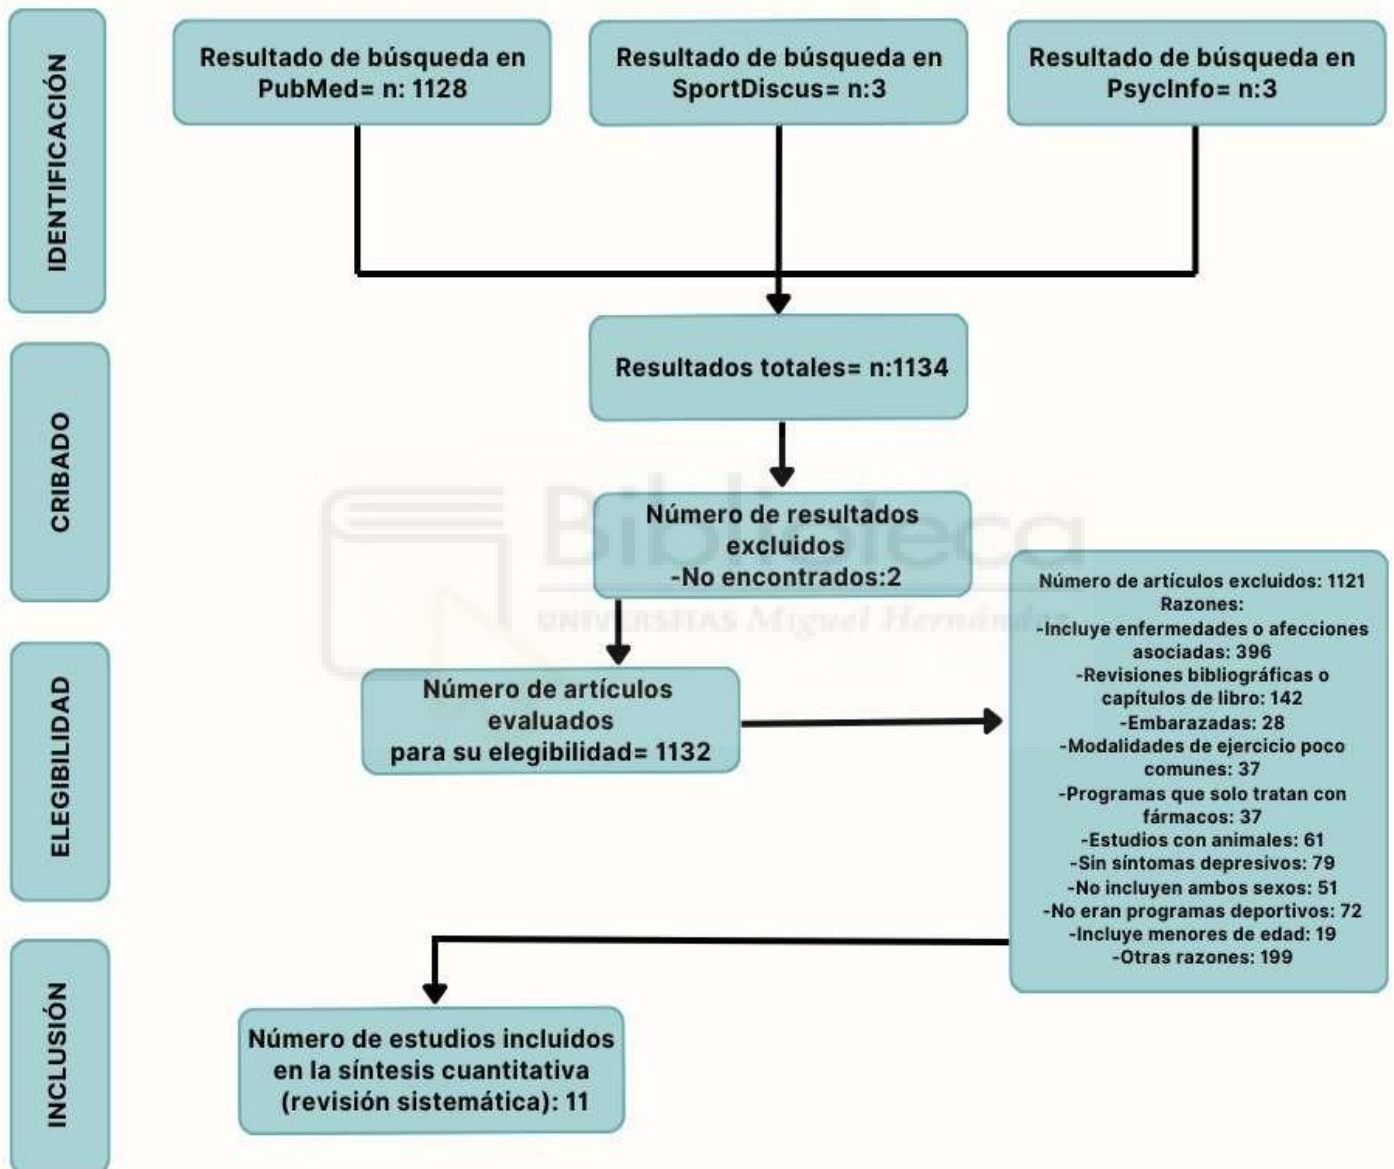 IDENTIFICACIÓN
Resultado de búsqueda en
PubMed= n: 1128
Resultado de búsqueda en
SportDiscus= n:3
Resultado de búsqueda en
PsycInfo= n:3
CRIBADO
Resultados totales= n:1134
Número de resultados
excluidos
-No encontrados:2
Biblioteca
UNIVERSITAS Miguel Hernández
ELEGIBILIDAD
Número de artículos
evaluados
para su elegibilidad= 1132
Número de artículos excluidos: 1121
Razones:
-Incluye enfermedades o afecciones
asociadas: 396
-Revisiones bibliográficas o
capítulos de libro: 142
-Embarazadas: 28
-Modalidades de ejercicio poco
comunes: 37
-Programas que solo tratan con
fármacos: 37
-Estudios con animales: 61
-Sin síntomas depresivos: 79
-No incluyen ambos sexos: 51
-No eran programas deportivos: 72
-Incluye menores de edad: 19
-Otras razones: 199
INCLUSIÓN
Número de estudios incluidos
en la síntesis cuantitativa
(revisión sistemática): 11